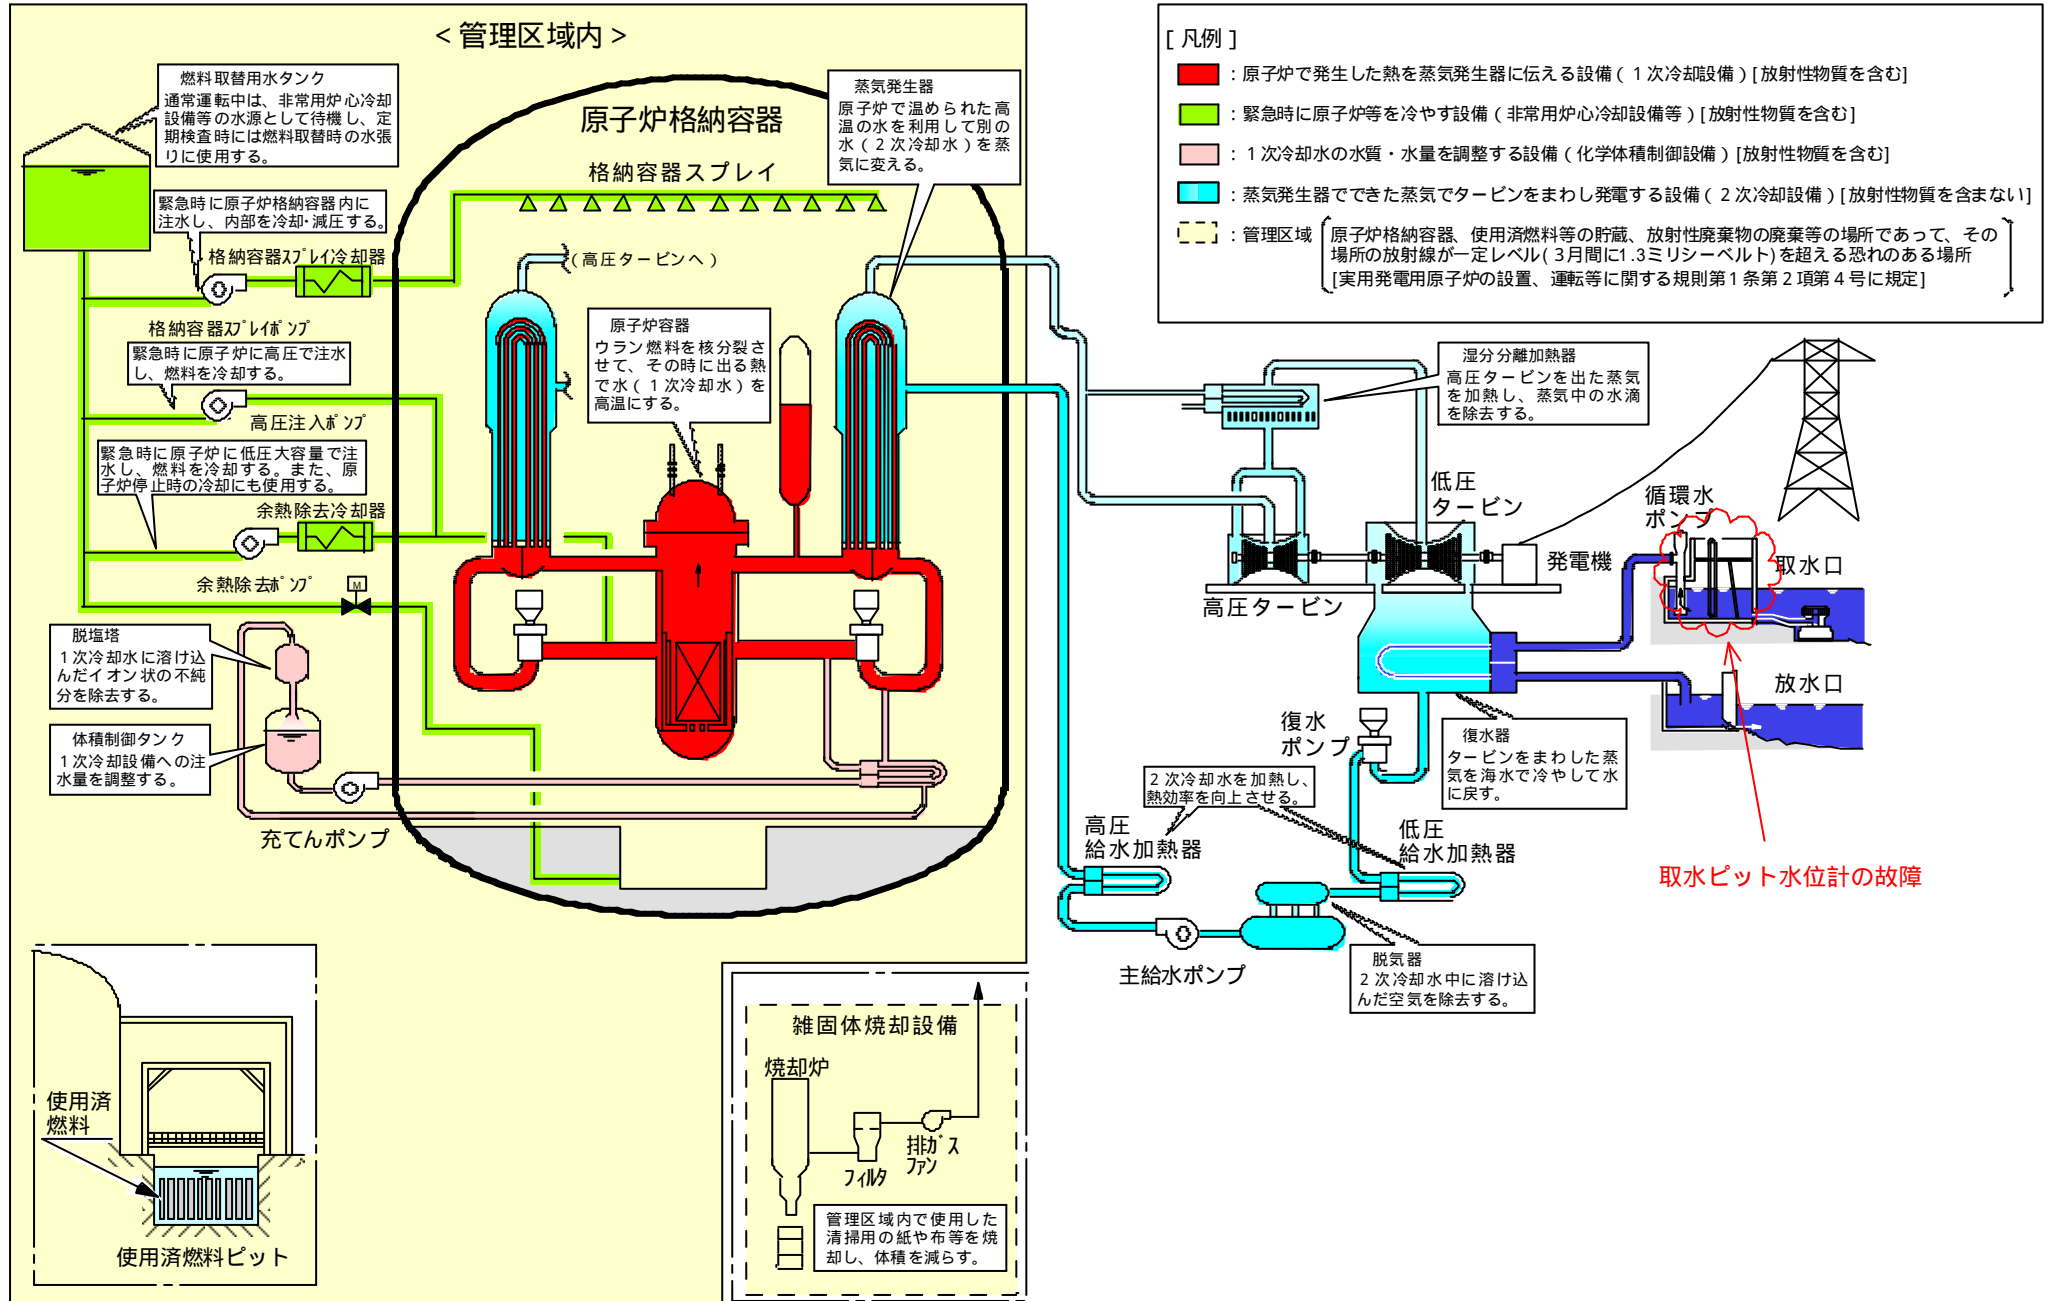 ＜管理区域内＞
燃料取替用水タンク
通常運転中は、非常用炉心冷却
設備等の水源として待機し、定
期検査時には燃料取替時の水張
りに使用する。
緊急時に原子炉格納容器内に
注水し、内部を冷却･減圧する。
格納容器ｽﾌﾟﾚｲ冷却器
格納容器ｽﾌﾟﾚｲﾎﾟﾝﾌﾟ
緊急時に原子炉に高圧で注水
し、燃料を冷却する。
高圧注入ﾎﾟﾝﾌﾟ
緊急時に原子炉に低圧大容量で注
水し、燃料を冷却する。また、原
子炉停止時の冷却にも使用する。
余熱除去冷却器
余熱除去ﾎﾟﾝﾌﾟ
M
脱塩塔
１次冷却水に溶け込
んだイオン状の不純
分を除去する。
体積制御タンク
１次冷却設備への注
水量を調整する。
充てんポンプ
原子炉格納容器
格納容器スプレイ
(高圧タービンへ)
蒸気発生器
原子炉で温められた高
温の水を利用して別の
水(２次冷却水)を蒸
気に変える。
原子炉容器
ウラン燃料を核分裂さ
せて、その時に出る熱
で水(１次冷却水)を
高温にする。
使用済
燃料
使用済燃料ピット
雑固体焼却設備
焼却炉
フィルタ
排ｶﾞｽ
ﾌｧﾝ
管理区域内で使用した
清掃用の紙や布等を焼
却し、体積を減らす。
[凡例]
：原子炉で発生した熱を蒸気発生器に伝える設備(１次冷却設備)[放射性物質を含む]
：緊急時に原子炉等を冷やす設備(非常用炉心冷却設備等)[放射性物質を含む]
：１次冷却水の水質・水量を調整する設備(化学体積制御設備)[放射性物質を含む]
：蒸気発生器でできた蒸気でタービンをまわし発電する設備(２次冷却設備)[放射性物質を含まない]
：管理区域 原子炉格納容器、使用済燃料等の貯蔵、放射性廃棄物の廃棄等の場所であって、その
場所の放射線が一定レベル(３月間に1.3ミリシーベルト)を超える恐れのある場所
[実用発電用原子炉の設置、運転等に関する規則第１条第２項第４号に規定]
湿分分離加熱器
高圧タービンを出た蒸気
を加熱し、蒸気中の水滴
を除去する。
低圧
タービン
高圧タービン
発電機
循環水
ポンプ
取水口
放水口
取水ピット水位計の故障
復水
ポンプ
復水器
タービンをまわした蒸
気を海水で冷やして水
に戻す。
２次冷却水を加熱し、
熱効率を向上させる。
高圧
給水加熱器
低圧
給水加熱器
主給水ポンプ
脱気器
２次冷却水中に溶け込
んだ空気を除去する。